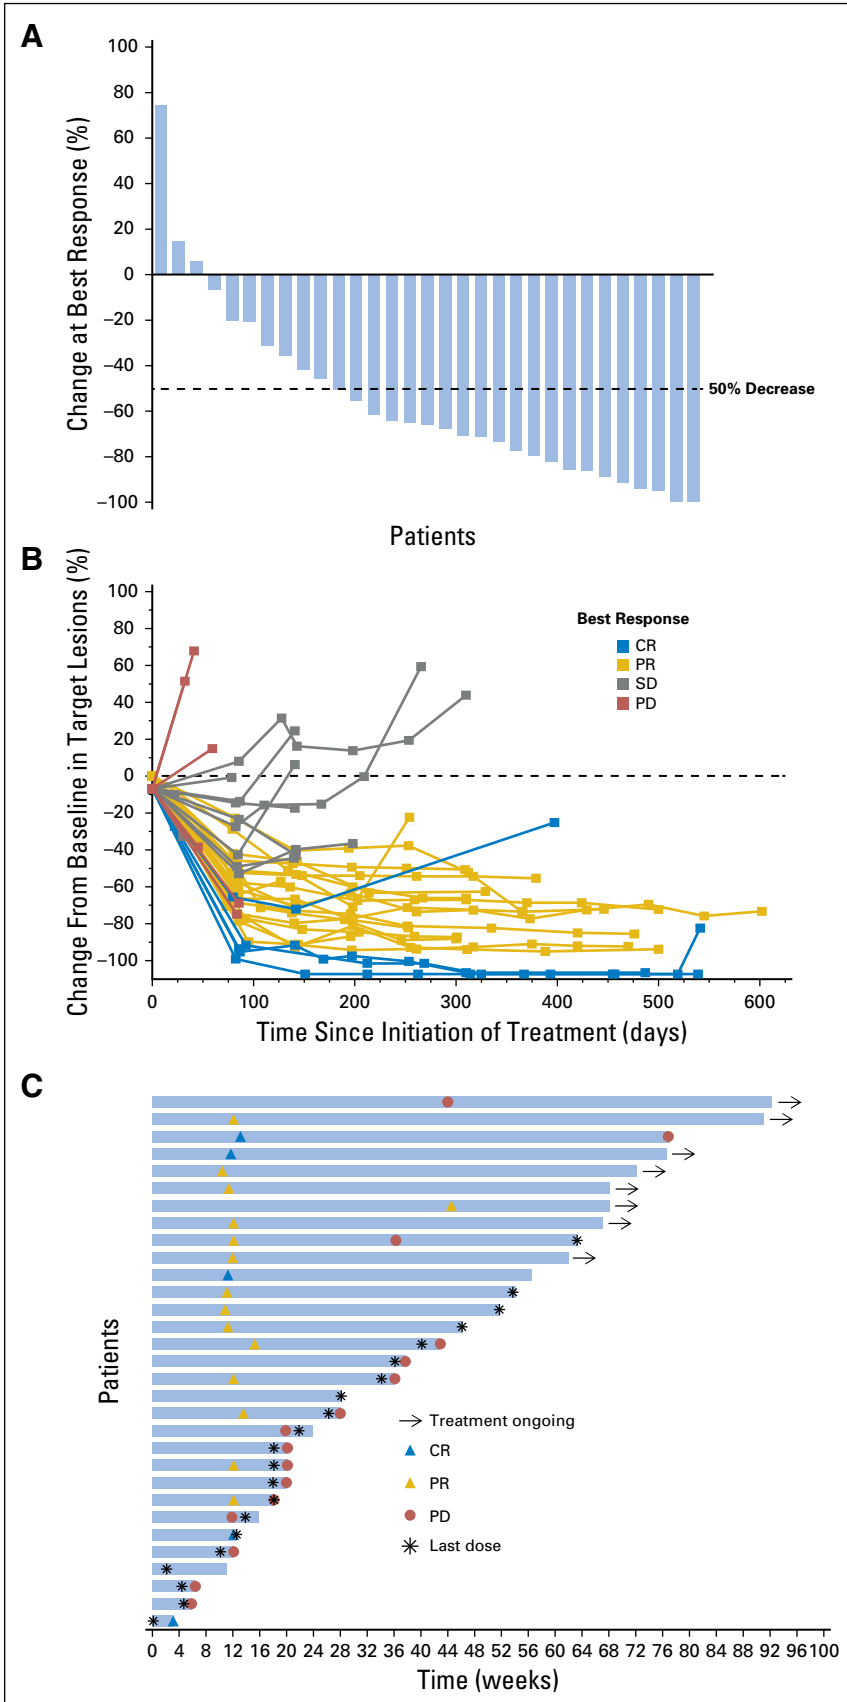 A
Change at Best Response (%)
100
80
60
40
20
0
−20
−40
−60
−80
−100
50% Decrease
Patients
B
Change From Baseline in Target Lesions (%)
100
80
60
40
20
0
−20
−40
−60
−80
−100
Best Response
CR
PR
SD
PD
0 100 200 300 400 500 600
Time Since Initiation of Treatment (days)
C
Patients
Treatment ongoing
CR
PR
PD
Last dose
0 4 8 12 16 20 24 28 32 36 40 44 48 52 56 60 64 68 72 76 80 84 88 92 96 100
Time (weeks)